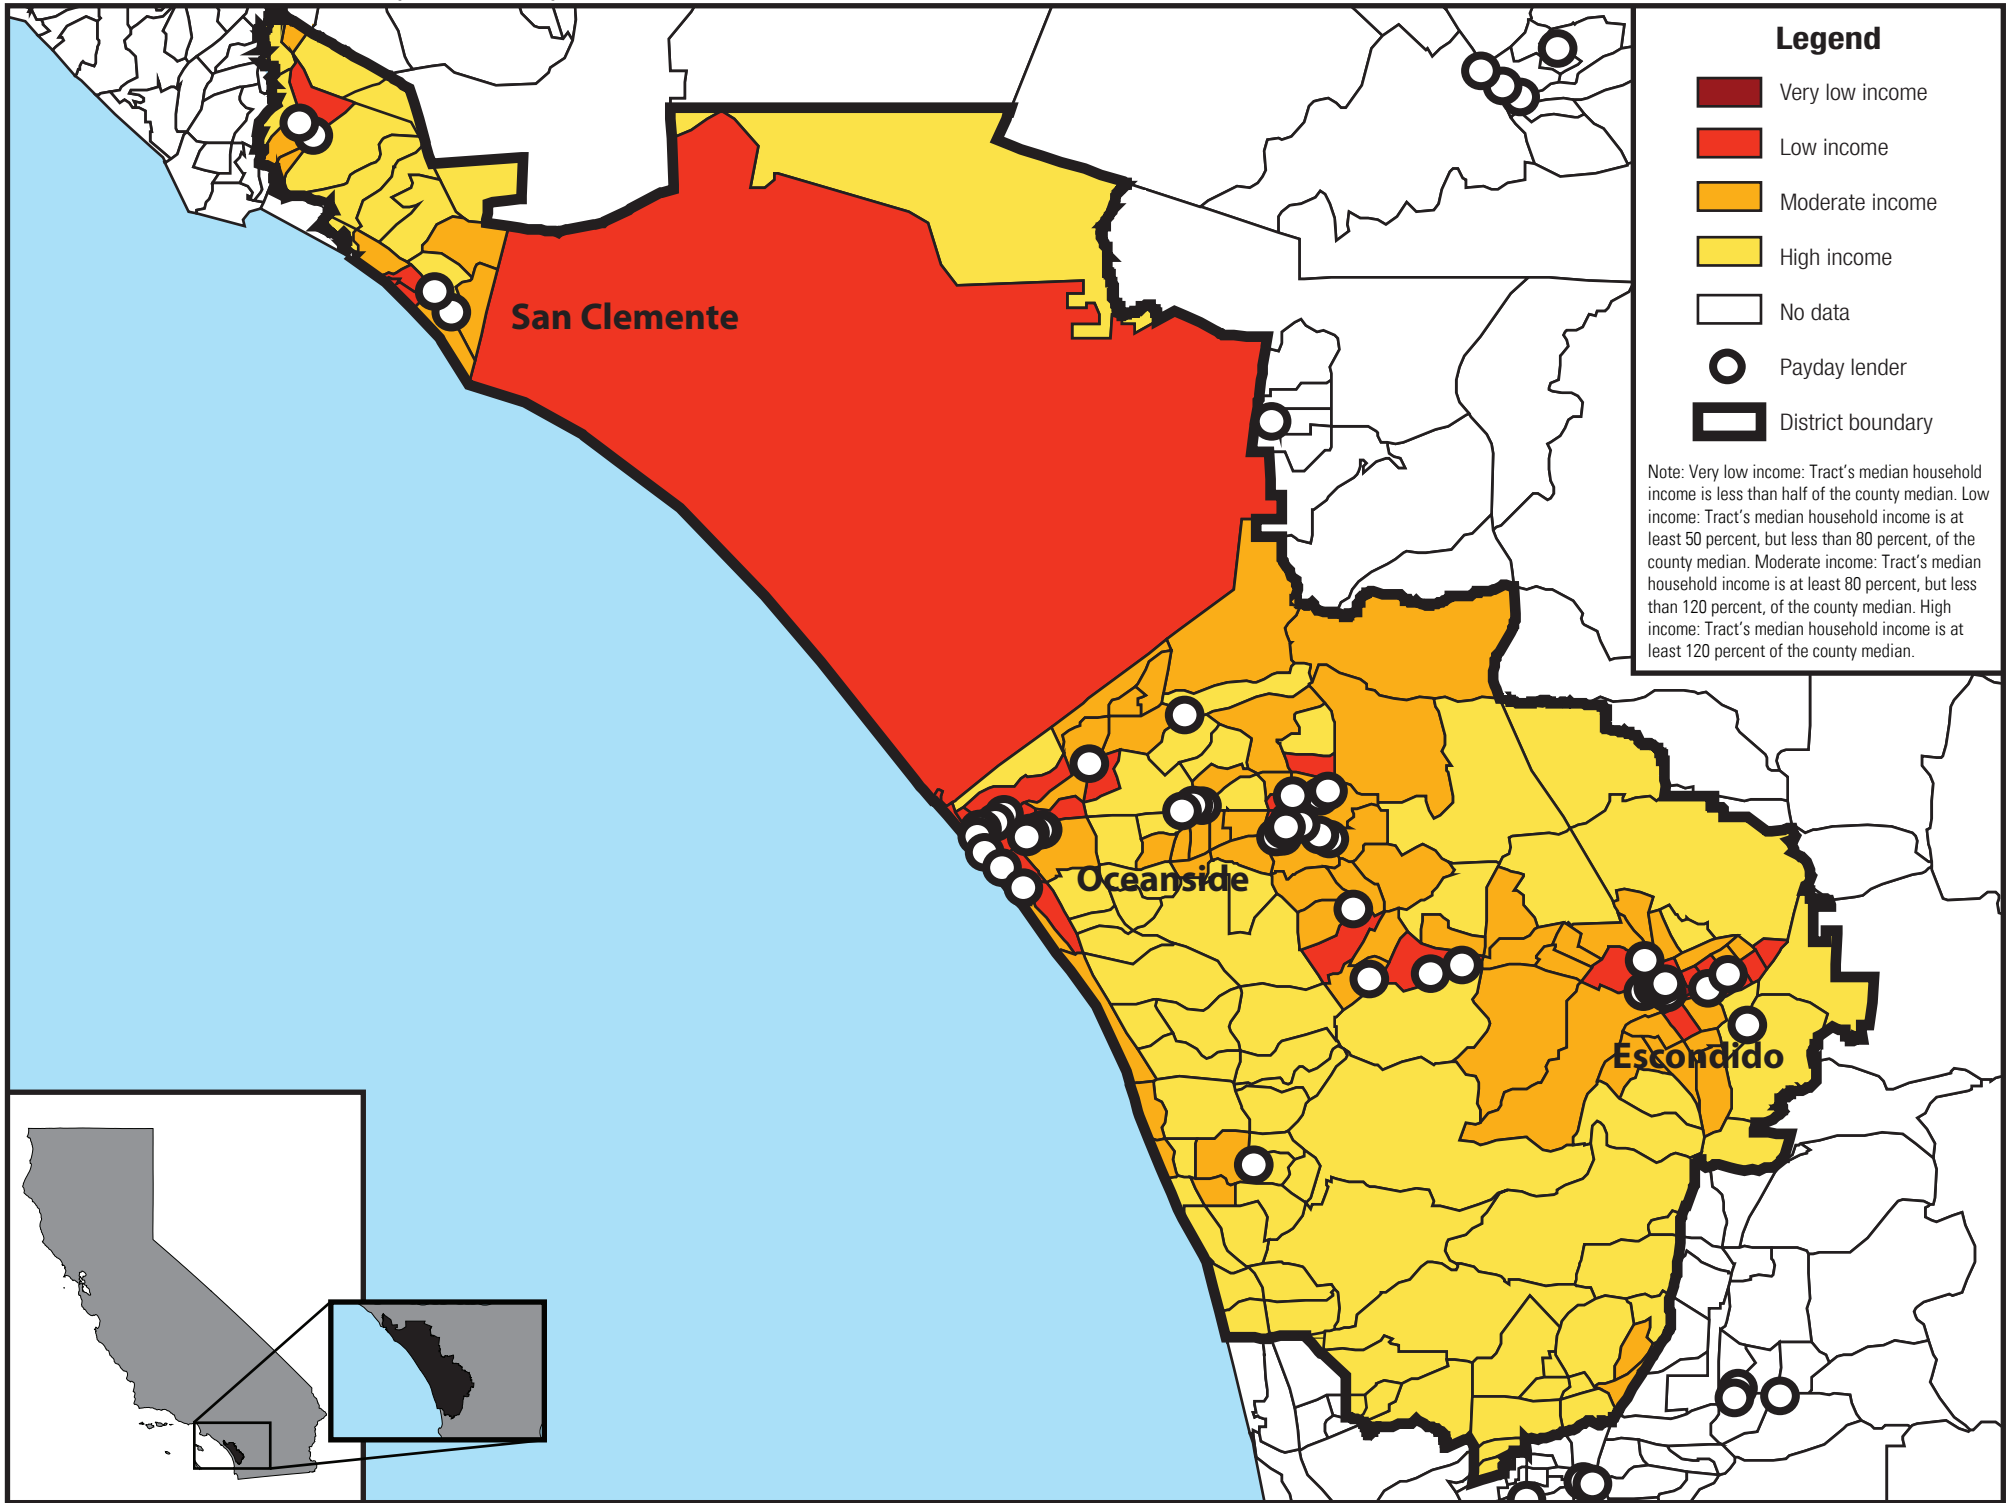 Legend
Very low income
Low income
Moderate income
High income
No data
Payday lender
District boundary
Note: Very low income: Tract's median household
income is less than half of the county median. Low
income: Tract's median household income is at
least 50 percent, but less than 80 percent, of the
county median. Moderate income: Tract's median
household income is at least 80 percent, but less
than 120 percent, of the county median. High
income: Tract's median household income is at
least 120 percent of the county median.
San Clemente
Oceanside
Escondido